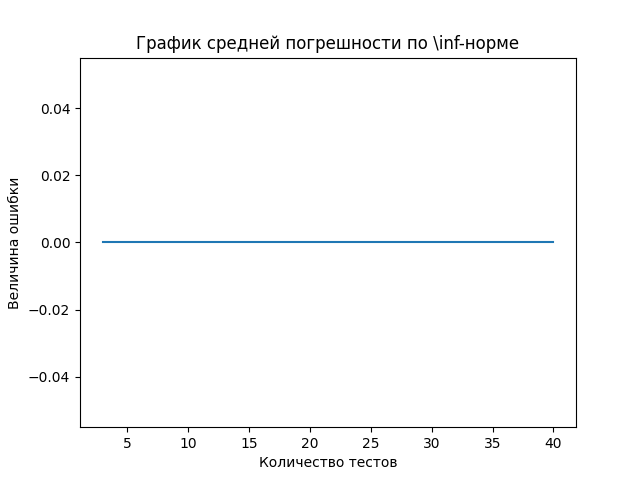 График средней погрешности по \inf-норме
Величина ошибки
0.04
0.02
0.00
−0.02
−0.04
5 10 15 20 25 30 35 40
Количество тестов